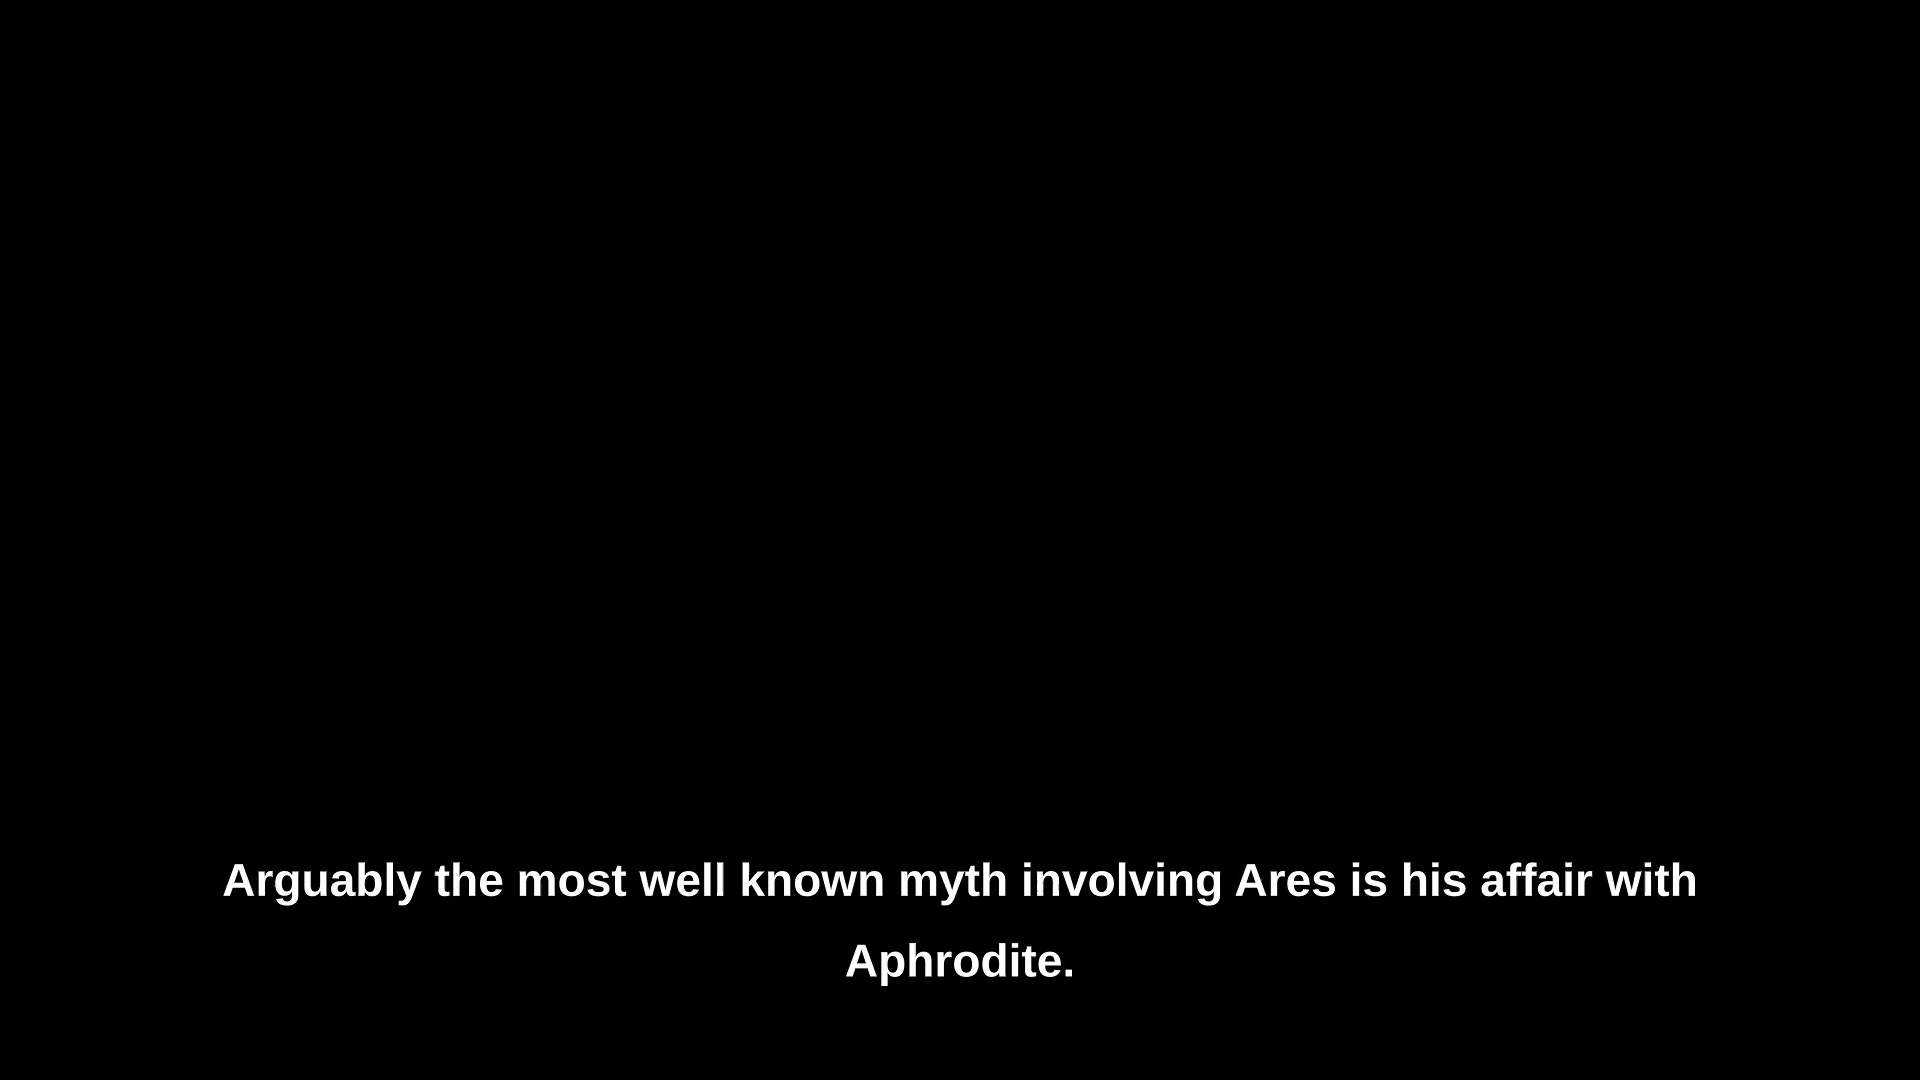 Arguably the most well known myth involving Ares is his affair with
Aphrodite.